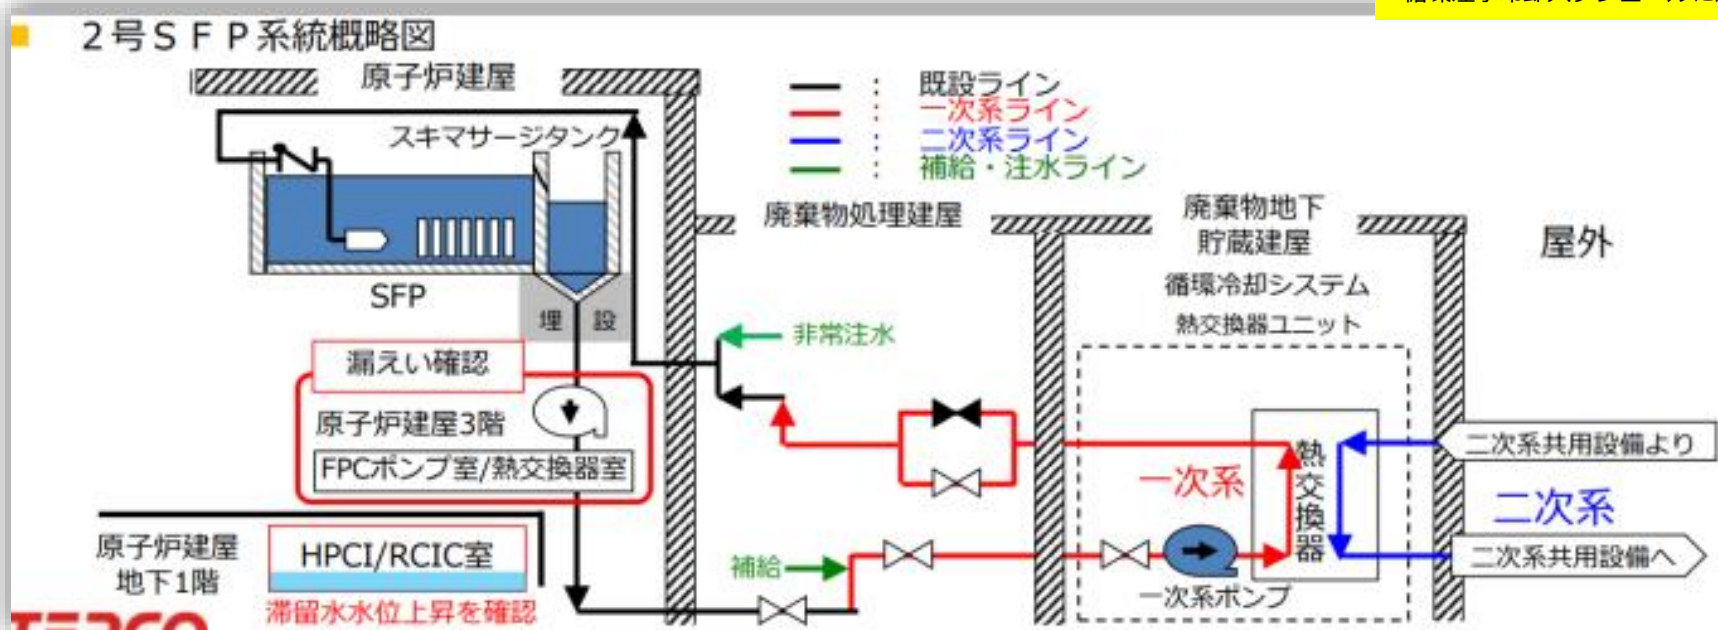 2号SFP系統概略図
原子炉建屋
スキマサージタンク
SFP
埋 設
漏えい確認
原子炉建屋3階
FPCポンプ室/熱交換器室
原子炉建屋
地下1階
HPCI/RCIC室
滞留水水位上昇を確認
： 既設ライン
： 一次系ライン
： 二次系ライン
： 補給・注水ライン
廃棄物処理建屋
非常注水
補給
廃棄物地下
貯蔵建屋
循環冷却システム
熱交換器ユニット
一次系
熱交換器
一次系ポンプ
屋外
二次系共用設備より
二次系
二次系共用設備へ
TEPCO